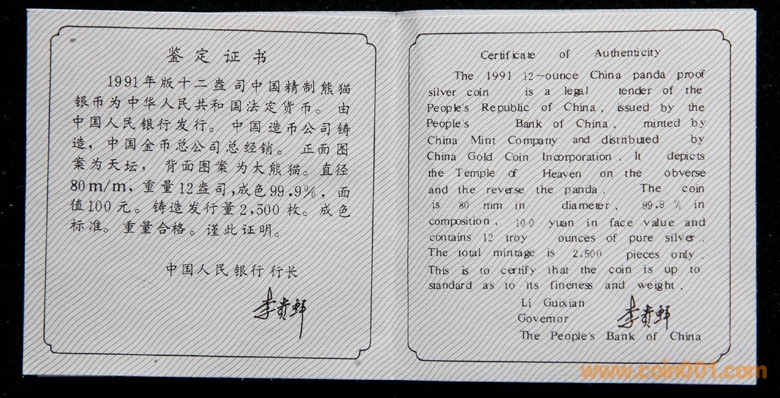 鉴定证书
1991年版十二盎司中国精制熊猫
银币为中华人民共和国法定货币。由
中国人民银行发行。中国造币公司铸
造，中国金币总公司总经销。正面图
案为天坛，背面图案为大熊猫。直径
80m/m，重量12盎司，成色99.9%，面
值100元。铸造发行量2,500枚。成色
标准。重量合格。谨此证明。
中国人民银行行长
李贵鲜
Certificate of Authenticity
The 1991 12-ounce China panda proof
silver coin is a legal tender of the
People's Republic of China, issued by the
People's Bank of China, minted by
China Mint Company and distributed by
China Gold Coin Incorporation. It depicts
the Temple of Heaven on the obverse
and the reverse the panda. The coin
is 80 mm in diameter, 99.9 % in
composition, 100 yuan in face value and
contains 12 troy ounces of pure silver.
The total mintage is 2,500 pieces only.
This is to certify that the coin is up to
standard as to its fineness and weight.
Li Guixian
Governor
李贵鲜
The People's Bank of China
www.coin001.com